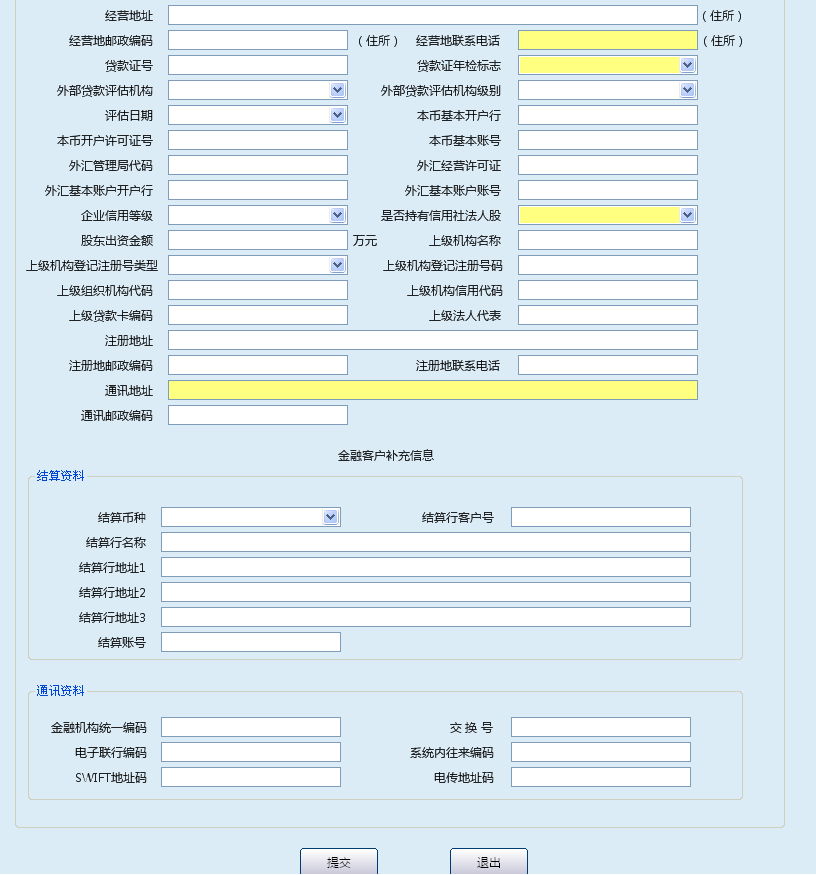 经营地址 (住所)
经营地邮政编码 (住所) 经营地联系电话 (住所)
贷款证号 贷款证年检标志
外部贷款评估机构 外部贷款评估机构级别
评估日期 本币基本开户行
本币开户许可证号 本币基本账号
外汇管理局代码 外汇经营许可证
外汇基本账户开户行 外汇基本账户账号
企业信用等级 是否持有信用社法人股
股东出资金额 万元 上级机构名称
上级机构登记注册号类型 上级机构登记注册号码
上级组织机构代码 上级机构信用代码
上级贷款卡编码 上级法人代表
注册地址
注册地邮政编码 注册地联系电话
通讯地址
通讯邮政编码
金融客户补充信息
结算资料
结算币种 结算行客户号
结算行名称
结算行地址1
结算行地址2
结算行地址3
结算账号
通讯资料
金融机构统一编码 交 换 号
电子联行编码 系统内往来编码
SWIFT地址码 电传地址码
提交 退出